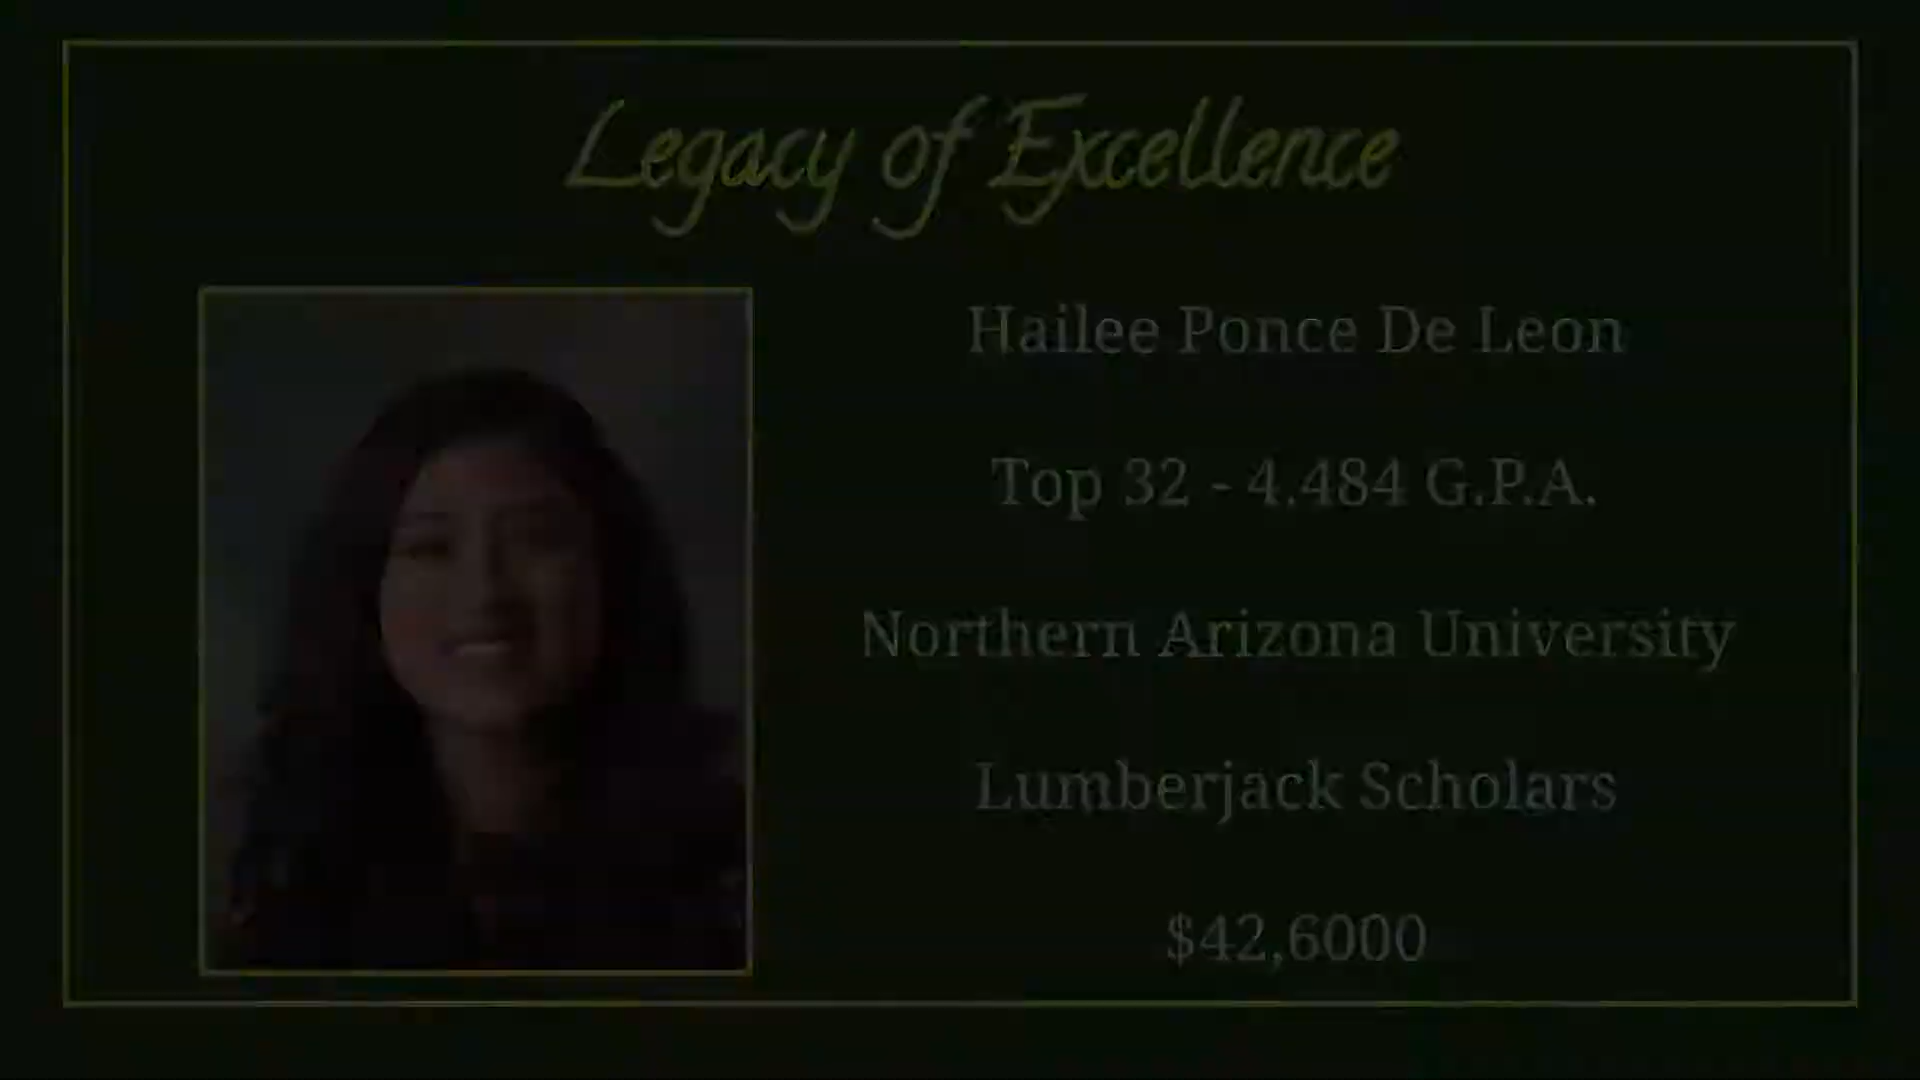 Legacy of Excellence
Hailee Ponce De Leon
Top 32 - 4.484 G.P.A.
Northern Arizona University
Lumberjack Scholars
$42,6000